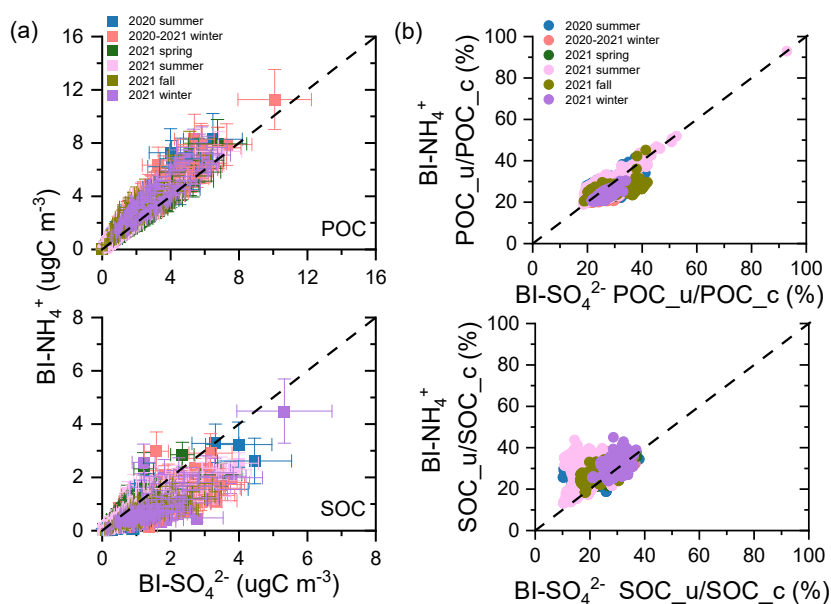 (a)
2020 summer
2020-2021 winter
2021 spring
2021 summer
2021 fall
2021 winter
16
12
8
4
0
0 4 8 12 16
POC
8
6
4
2
0
0 2 4 6 8
SOC
BI-NH₄⁺ (ugC m⁻³)
BI-SO₄²⁻ (ugC m⁻³)
(b)
2020 summer
2020-2021 winter
2021 spring
2021 summer
2021 fall
2021 winter
BI-NH₄⁺
POC_u/POC_c (%)
100
80
60
40
20
0
0 20 40 60 80 100
BI-SO₄²⁻ POC_u/POC_c (%)
BI-NH₄⁺
SOC_u/SOC_c (%)
100
80
60
40
20
0
0 20 40 60 80 100
BI-SO₄²⁻ SOC_u/SOC_c (%)